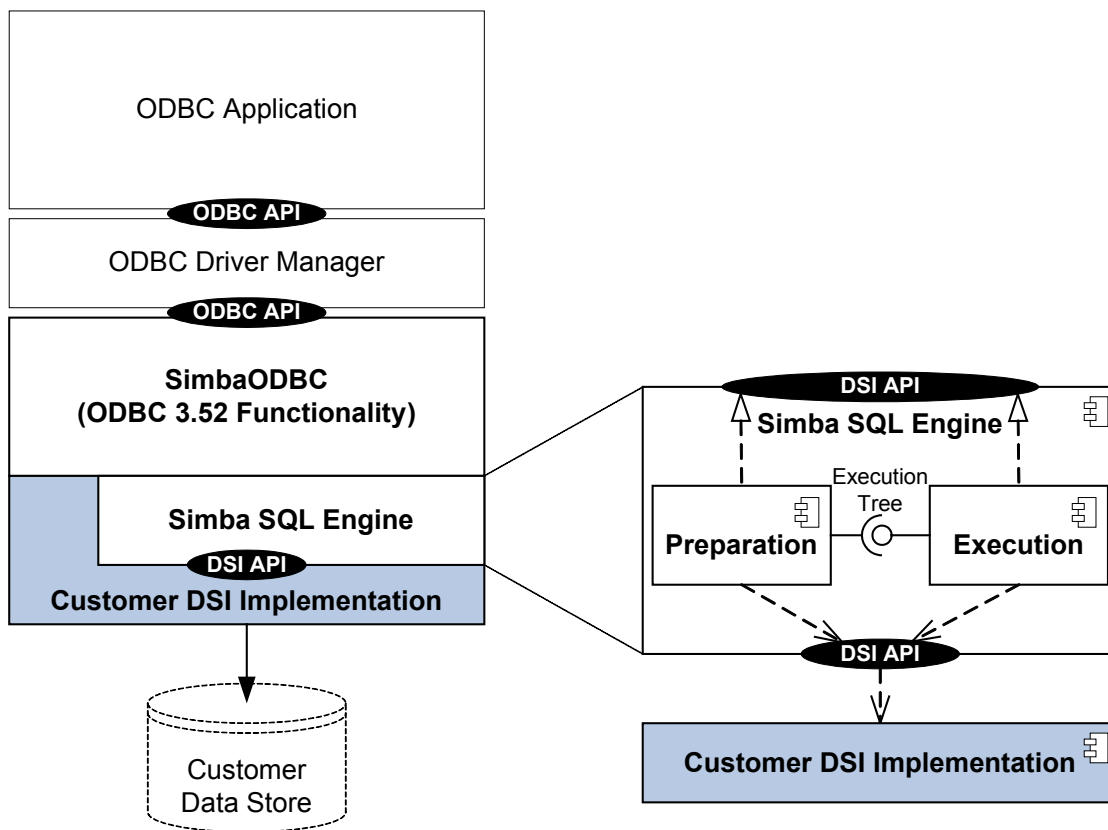 ODBC Application
ODBC API
ODBC Driver Manager
ODBC API
SimbaODBC
(ODBC 3.52 Functionality)
Simba SQL Engine
DSI API
Customer DSI Implementation
Customer
Data Store
DSI API
Simba SQL Engine
Execution
Tree
Preparation
Execution
DSI API
Customer DSI Implementation